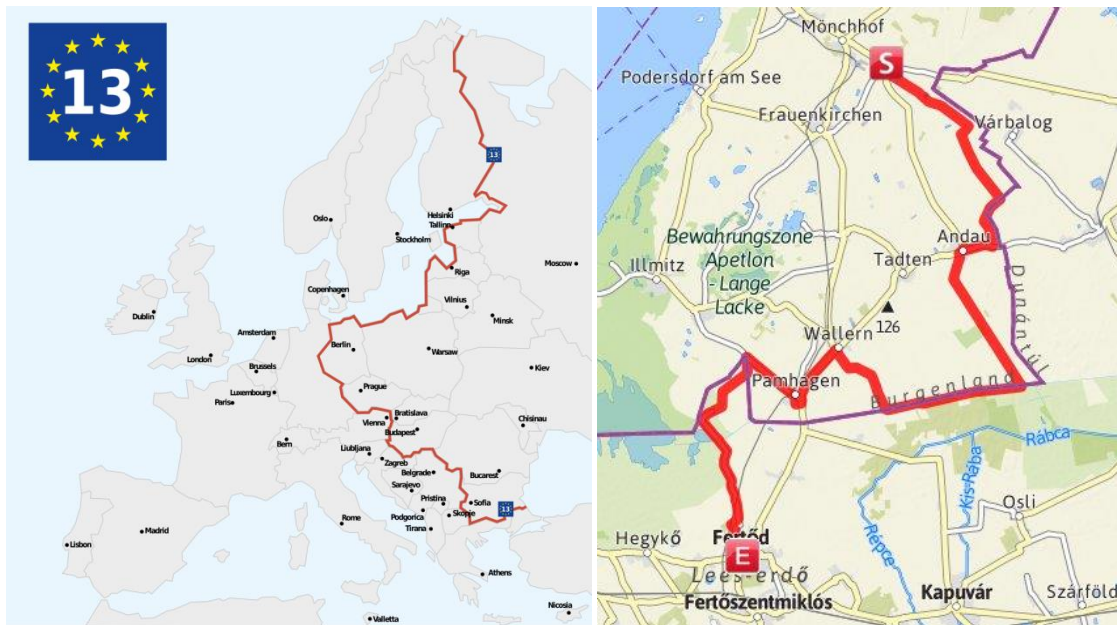 13
13
Helsinki
Tallinn
Oslo
Stockholm
Riga
Moscow
Copenhagen
Vilnius
Dublin
Minsk
Amsterdam
Berlin
Warsaw
London
Brussels
Kiev
Luxembourg
Prague
Paris
Vienna
Bratislava
Budapest
Chisinau
Bern
Ljubljana
Zagreb
Belgrade
Bucarest
Sarajevo
Pristina
Sofia
13
Podgorica
Skopje
Rome
Tirana
Madrid
Lisbon
Athens
Nicosia
Valletta
Mönchhof
S
Podersdorf am See
Frauenkirchen
Várbalog
Bewahrungszone
Apetlon
- Lange
Lacke
Andau
Illmitz
Tadten
Dunántúl
126
Wallern
Pamhagen
Burgenland
Rábca
Kis-Rába
Osli
Répce
Hegykő
Fertőd
E
Lees-erdő
Kapuvár
Szárföld
Fertőszentmiklós